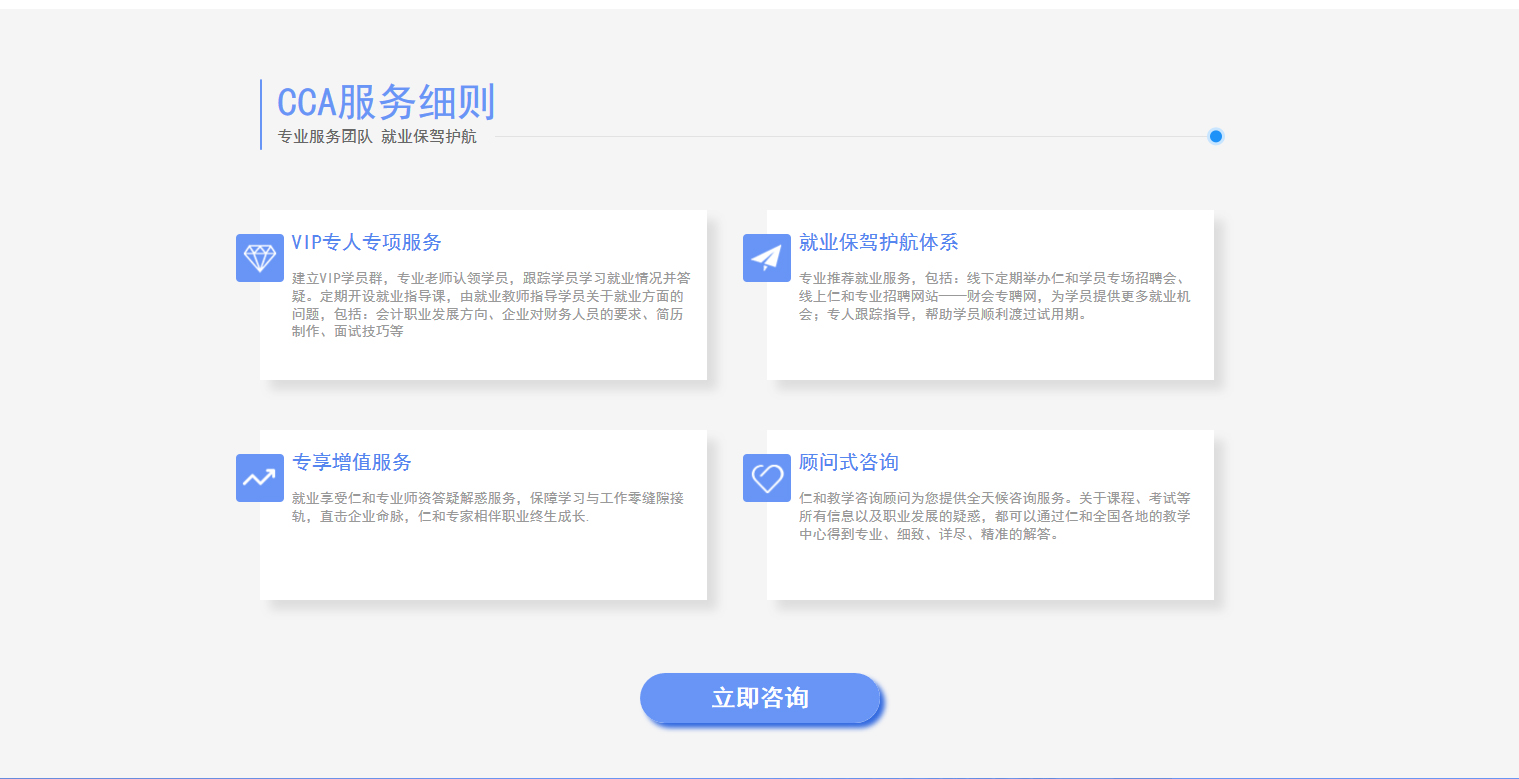 CCA服务细则
专业服务团队 就业保驾护航
VIP专人专项服务
建立VIP学员群，专业老师认领学员，跟踪学员学习就业情况并答
疑。定期开设就业指导课，由就业教师指导学员关于就业方面的
问题，包括：会计职业发展方向、企业对财务人员的要求、简历
制作、面试技巧等
就业保驾护航体系
专业推荐就业服务，包括：线下定期举办仁和学员专场招聘会、
线上仁和专业招聘网站——财会专聘网，为学员提供更多就业机
会；专人跟踪指导，帮助学员顺利渡过试用期。
专享增值服务
就业享受仁和专业师资答疑解惑服务，保障学习与工作零缝隙接
轨，直击企业命脉，仁和专家相伴职业终生成长.
顾问式咨询
仁和教学咨询顾问为您提供全天候咨询服务。关于课程、考试等
所有信息以及职业发展的疑惑，都可以通过仁和全国各地的教学
中心得到专业、细致、详尽、精准的解答。
立即咨询